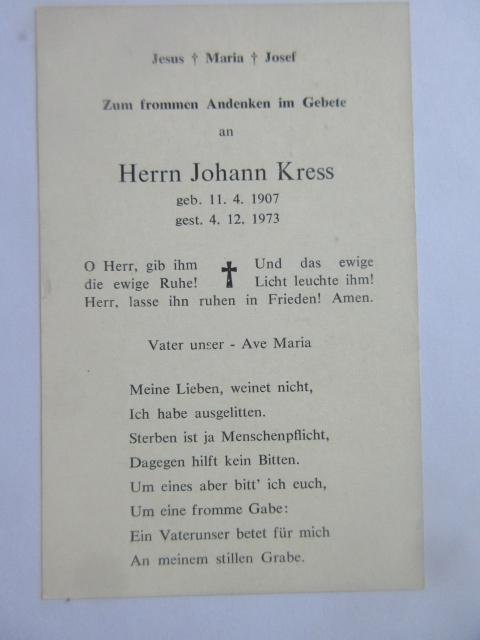 Jesus † Maria † Josef
Zum frommen Andenken im Gebete
an
Herrn Johann Kress
geb. 11. 4. 1907
gest. 4. 12. 1973
O Herr, gib ihm ✝ Und das ewige
die ewige Ruhe! Licht leuchte ihm!
Herr, lasse ihn ruhen in Frieden! Amen.
Vater unser - Ave Maria
Meine Lieben, weinet nicht,
Ich habe ausgelitten.
Sterben ist ja Menschenpflicht,
Dagegen hilft kein Bitten.
Um eines aber bitt' ich euch,
Um eine fromme Gabe:
Ein Vaterunser betet für mich
An meinem stillen Grabe.